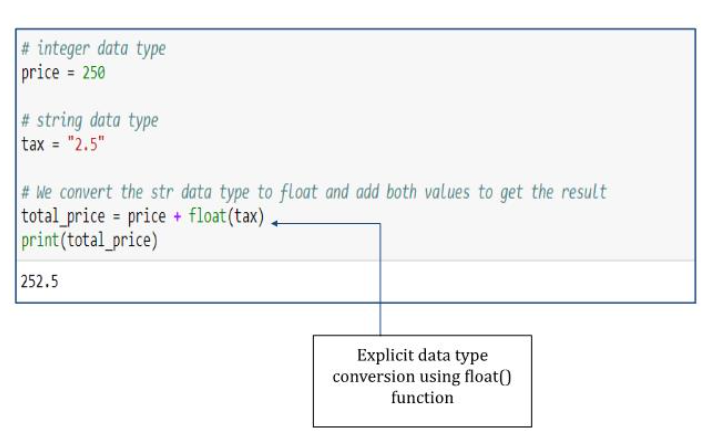 # integer data type
price = 250
# string data type
tax = "2.5"
# We convert the str data type to float and add both values to get the result
total_price = price + float(tax)
print(total_price)
252.5
Explicit data type
conversion using float()
function